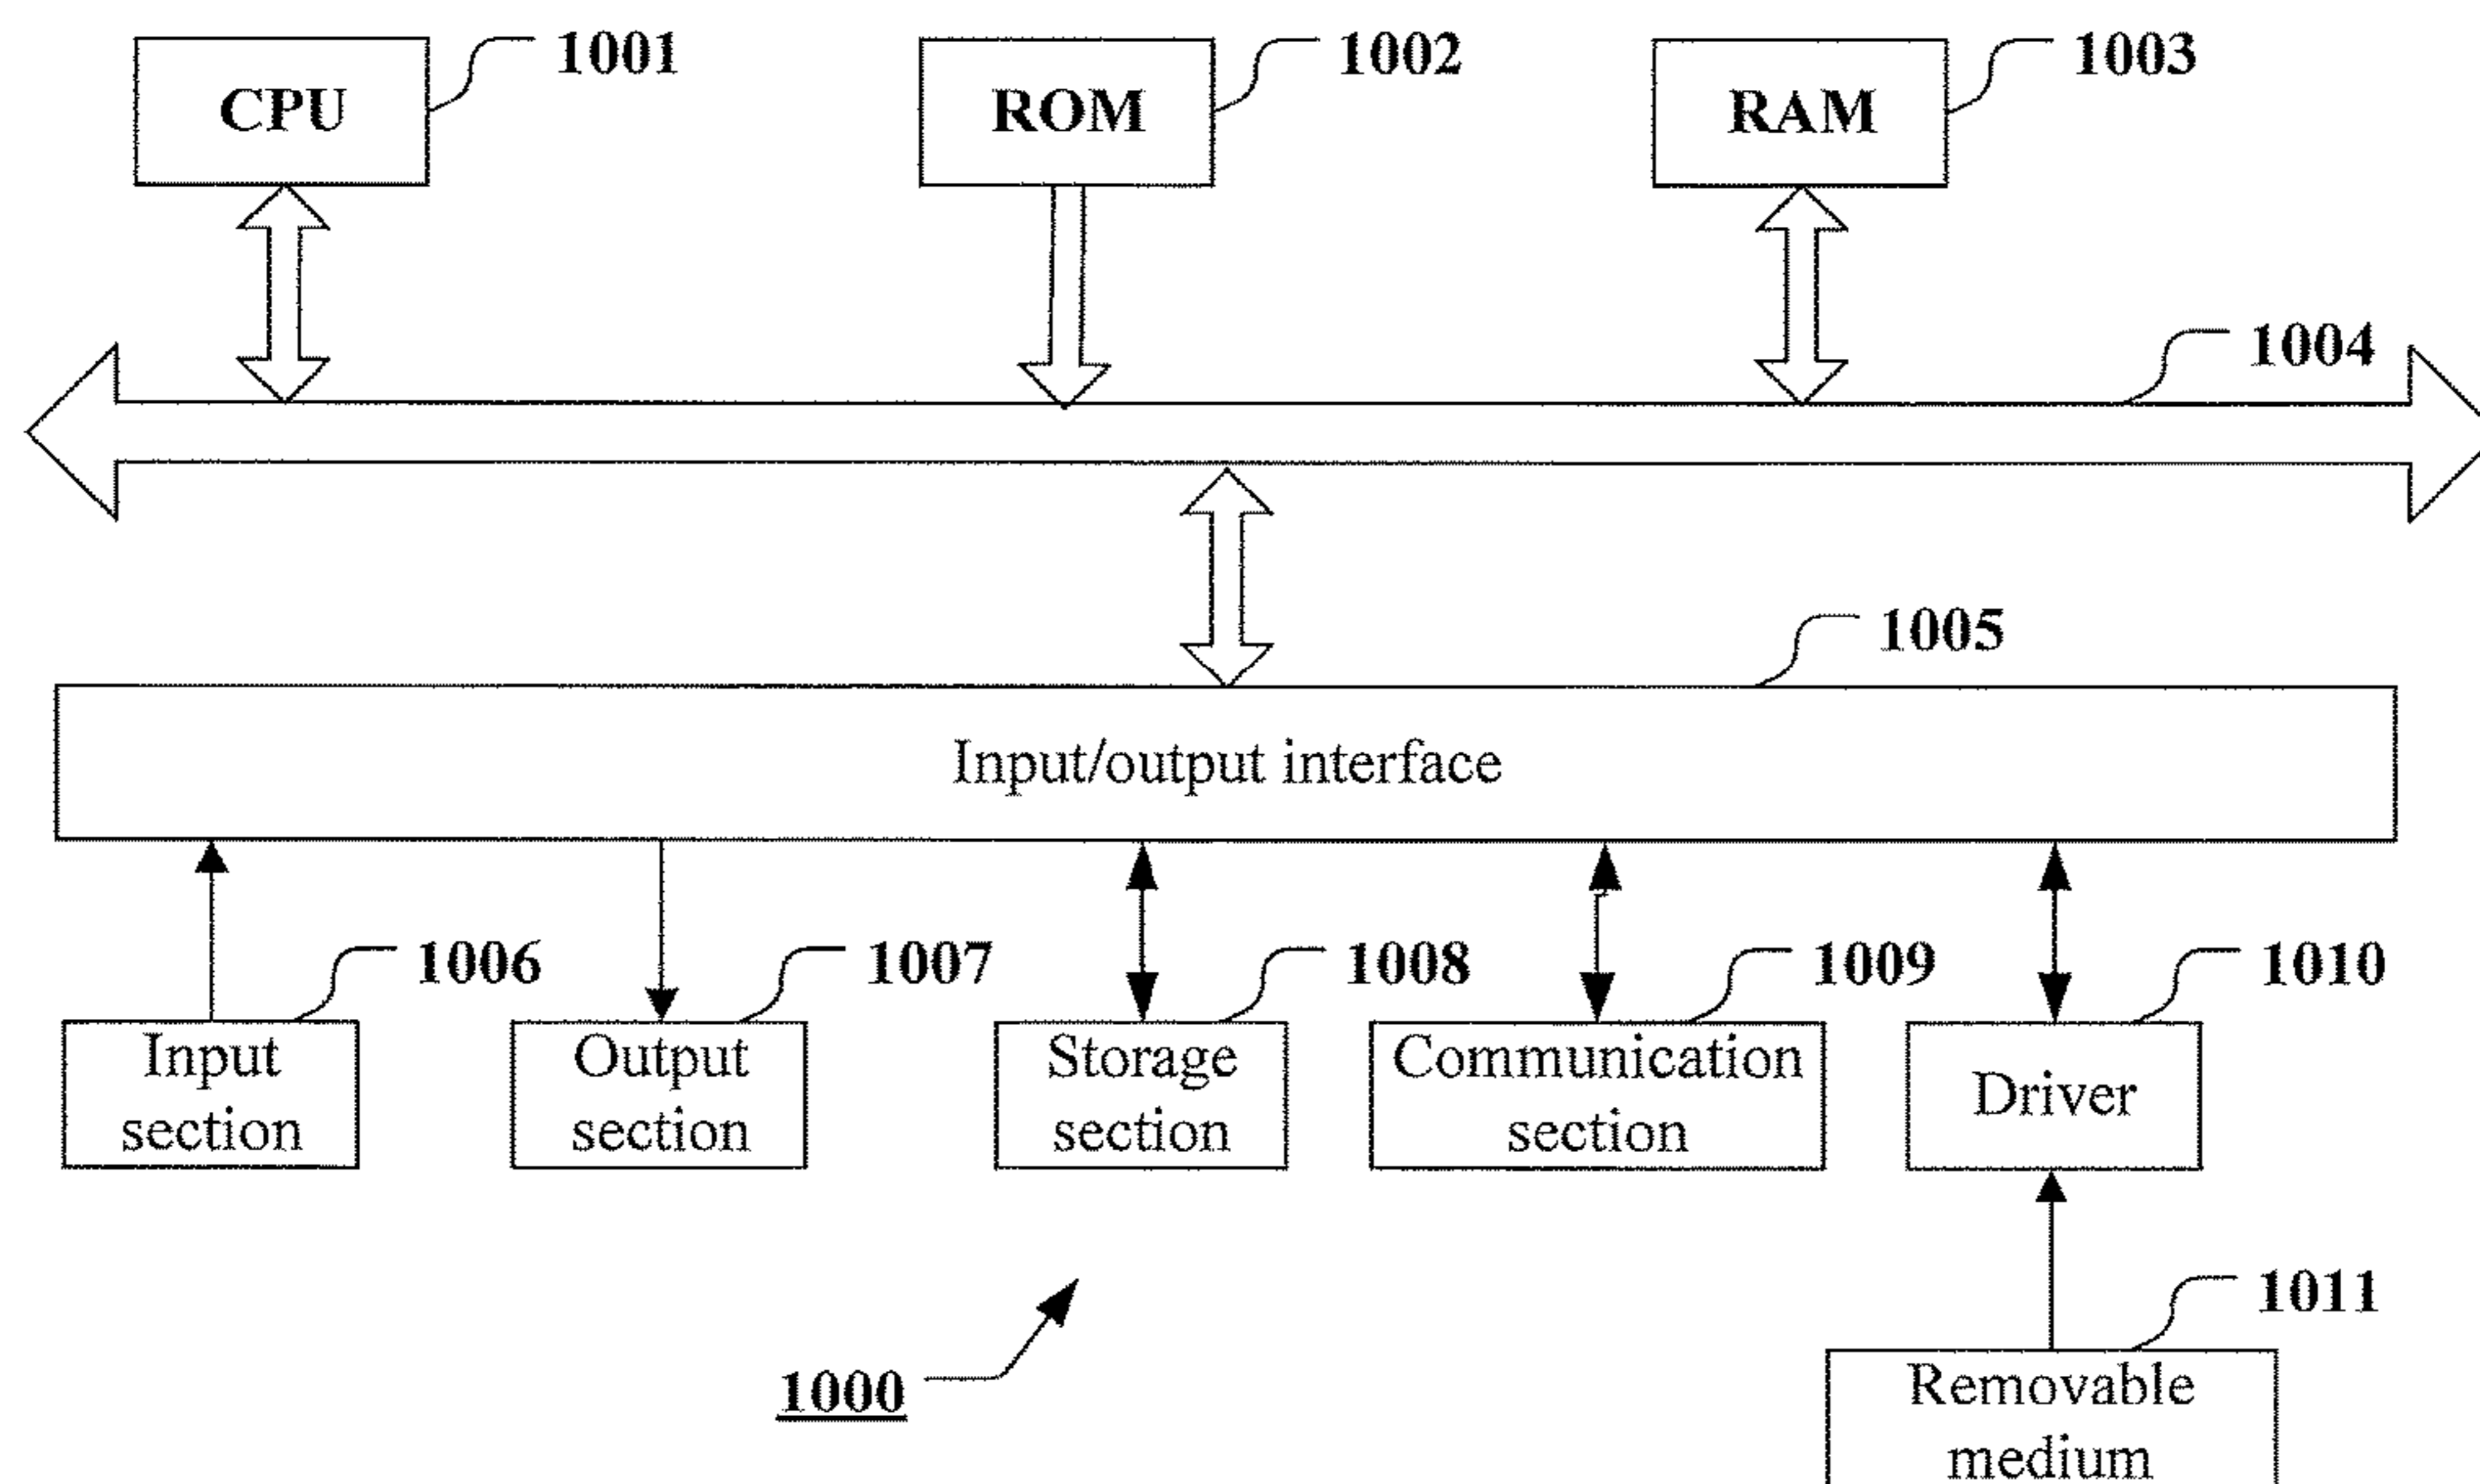 CPU
1001
ROM
1002
RAM
1003
1004
1005
Input/output interface
1006
1007
1008
1009
1010
Input
section
Output
section
Storage
section
Communication
section
Driver
1011
1000
Removable
medium